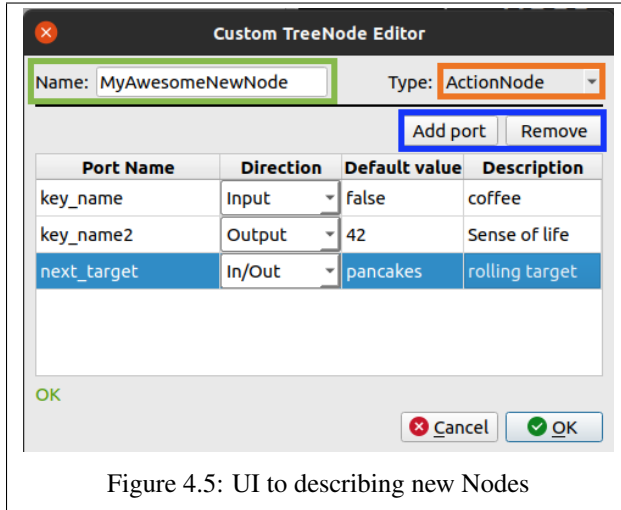 Custom TreeNode Editor
Name: MyAwesomeNewNode Type: ActionNode
Add port Remove
Port Name Direction Default value Description
key_name Input false coffee
key_name2 Output 42 Sense of life
next_target In/Out pancakes rolling target
OK
Cancel OK
Figure 4.5: UI to describing new Nodes